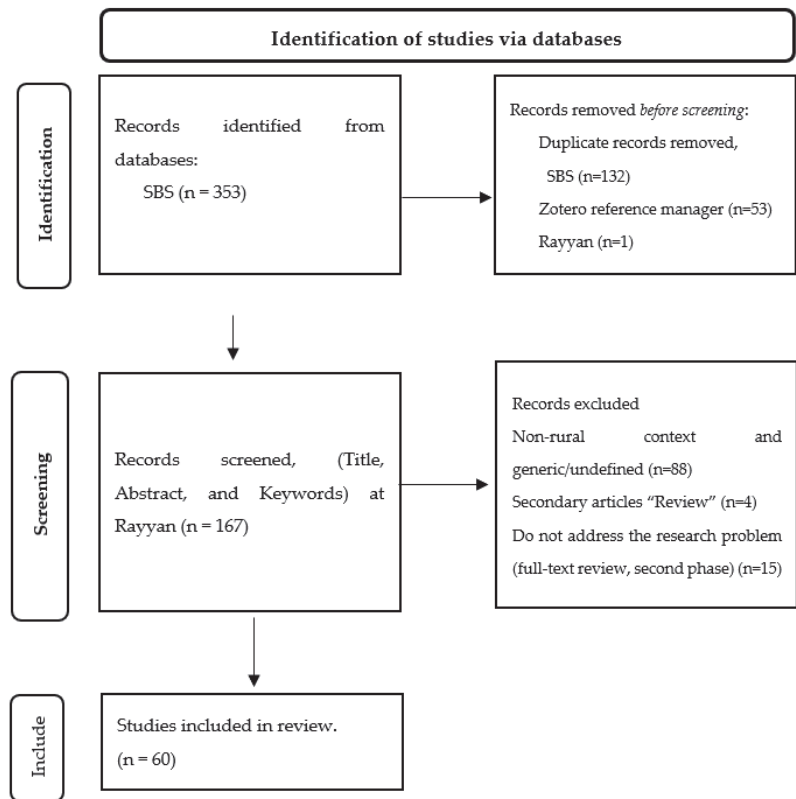 Identification of studies via databases
Identification
Records identified from
databases:
SBS (n = 353)
Records removed before screening:
Duplicate records removed,
SBS (n=132)
Zotero reference manager (n=53)
Rayyan (n=1)
Screening
Records screened, (Title,
Abstract, and Keywords) at
Rayyan (n = 167)
Records excluded
Non-rural context and
generic/undefined (n=88)
Secondary articles “Review” (n=4)
Do not address the research problem
(full-text review, second phase) (n=15)
Include
Studies included in review.
(n = 60)